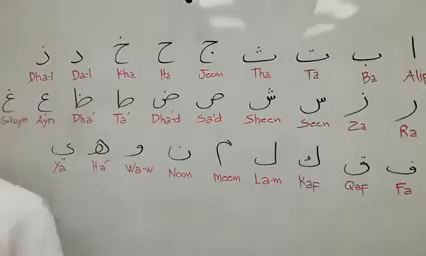 ا ب ت ث ج ح خ د ذ
Alif Ba Ta Tha Jeem Ha Kha Da-l Dha-l
ر ز س ش ص ض ط ظ ع غ
Ra Za Seen Sheen Sa'd Dha'd Ta' Dha' Ayn Ghayn
ف ق ك ل م ن و ه ي
Fa Qaf Kaf La-m Meem Noon Wa-w Ha' Ya